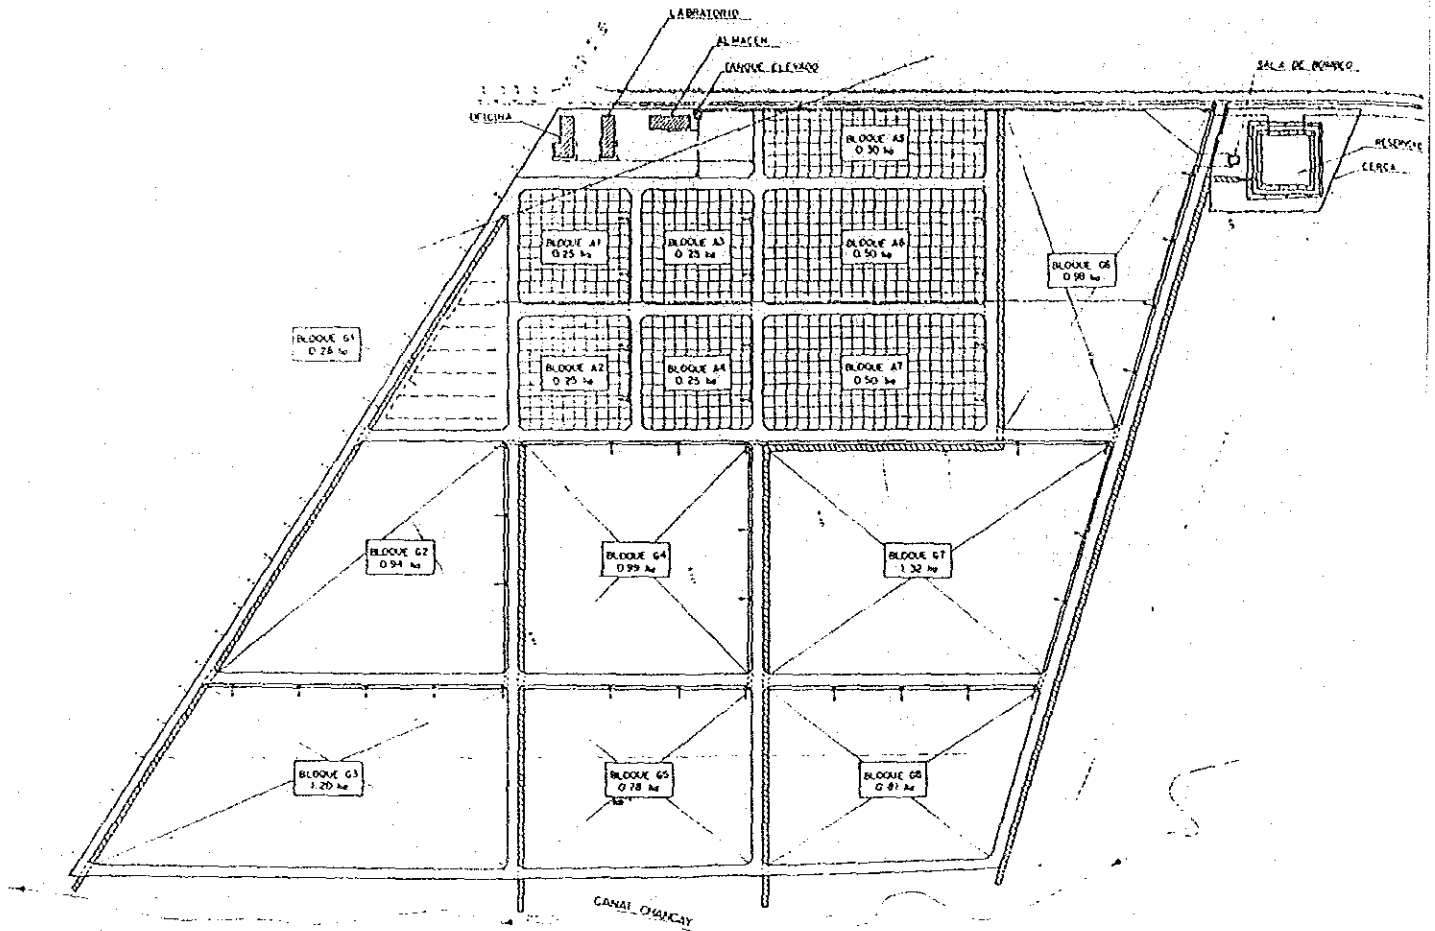 LABRATORIO
ALMACEN
TANQUE ELEVADO
SALA DE BOMBEO
OFICINA
BLOQUE A5
0.30 ha
RESERVRIE
CERCA
BLOQUE A1
0.25 ha
BLOQUE A3
0.25 ha
BLOQUE A6
0.50 ha
BLOQUE G6
0.98 ha
BLOQUE G1
0.26 ha
BLOQUE A2
0.25 ha
BLOQUE A4
0.25 ha
BLOQUE A7
0.50 ha
BLOQUE G2
0.94 ha
BLOQUE G4
0.99 ha
BLOQUE G7
1.32 ha
BLOQUE G3
1.20 ha
BLOQUE G5
0.78 ha
BLOQUE G8
0.81 ha
CANAL CHANCAY